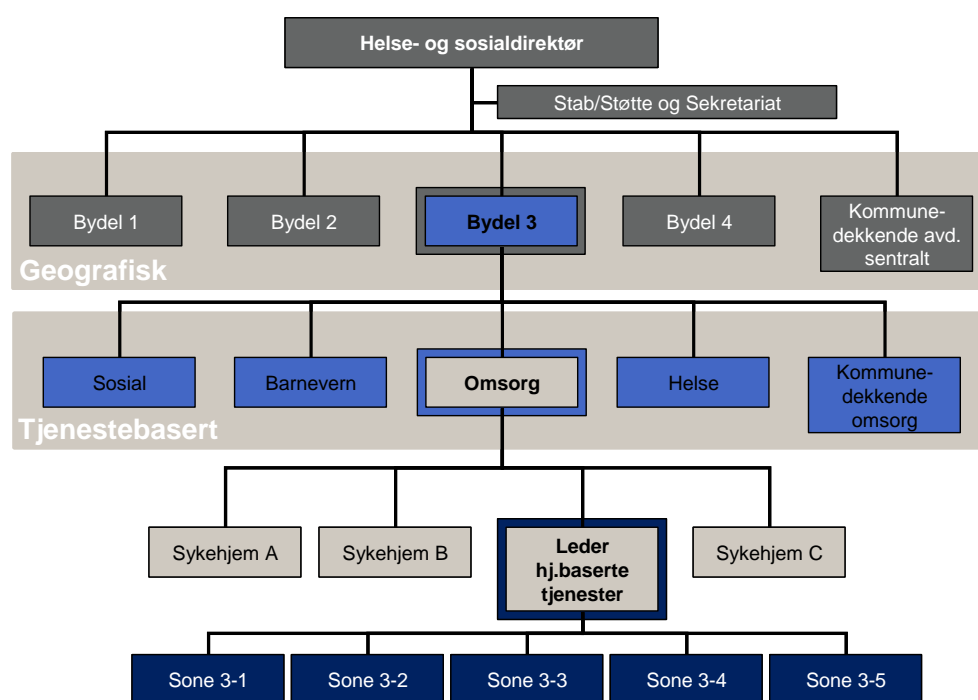 Helse- og sosialdirektør
Stab/Støtte og Sekretariat
Bydel 1
Bydel 2
Bydel 3
Bydel 4
Kommune-
dekkende avd.
sentralt
Geografisk
Sosial
Barnevern
Omsorg
Helse
Kommune-
dekkende
omsorg
Tjenestebasert
Sykehjem A
Sykehjem B
Leder
hj.baserte
tjenester
Sykehjem C
Sone 3-1
Sone 3-2
Sone 3-3
Sone 3-4
Sone 3-5